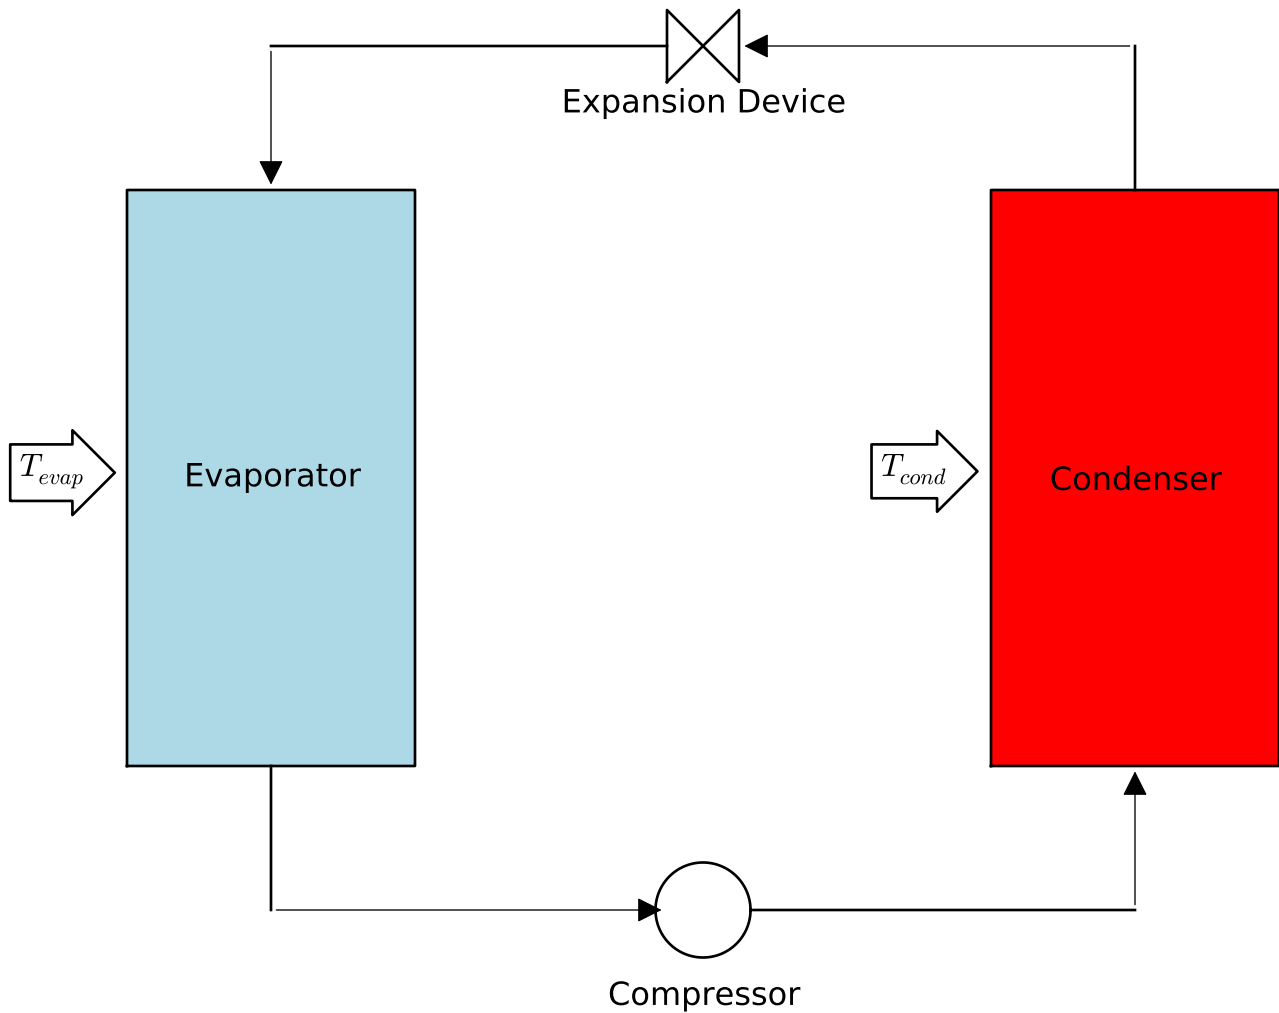 Expansion Device
T_evap
Evaporator
T_cond
Condenser
Compressor